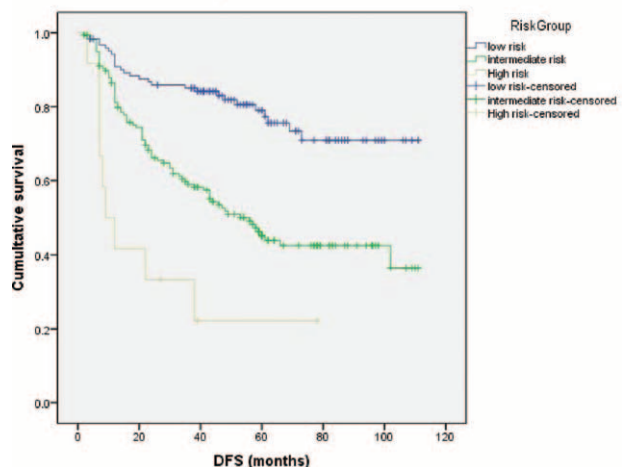 RiskGroup
low risk
intermediate risk
High risk
low risk-censored
intermediate risk-censored
High risk-censored
Cumultative survival
1.0
0.8
0.6
0.4
0.2
0.0
0 20 40 60 80 100 120
DFS (months)